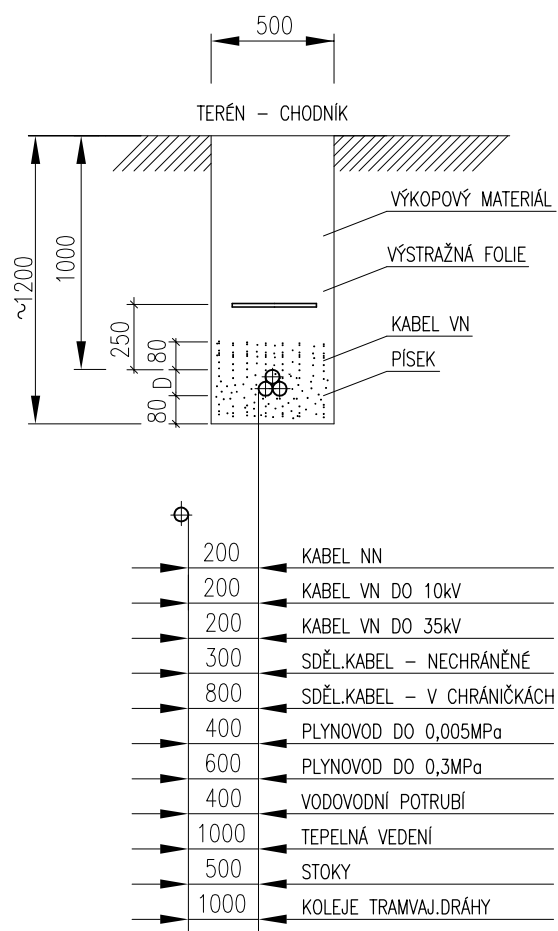 500
TERÉN – CHODNÍK
VÝKOPOVÝ MATERIÁL
VÝSTRAŽNÁ FOLIE
KABEL VN
PÍSEK
~1200
1000
250
80
D
80
200 KABEL NN
200 KABEL VN DO 10kV
200 KABEL VN DO 35kV
300 SDĚL.KABEL – NECHRÁNĚNÉ
800 SDĚL.KABEL – V CHRÁNIČKÁCH
400 PLYNOVOD DO 0,005MPa
600 PLYNOVOD DO 0,3MPa
400 VODOVODNÍ POTRUBÍ
1000 TEPELNÁ VEDENÍ
500 STOKY
1000 KOLEJE TRAMVAJ.DRÁHY